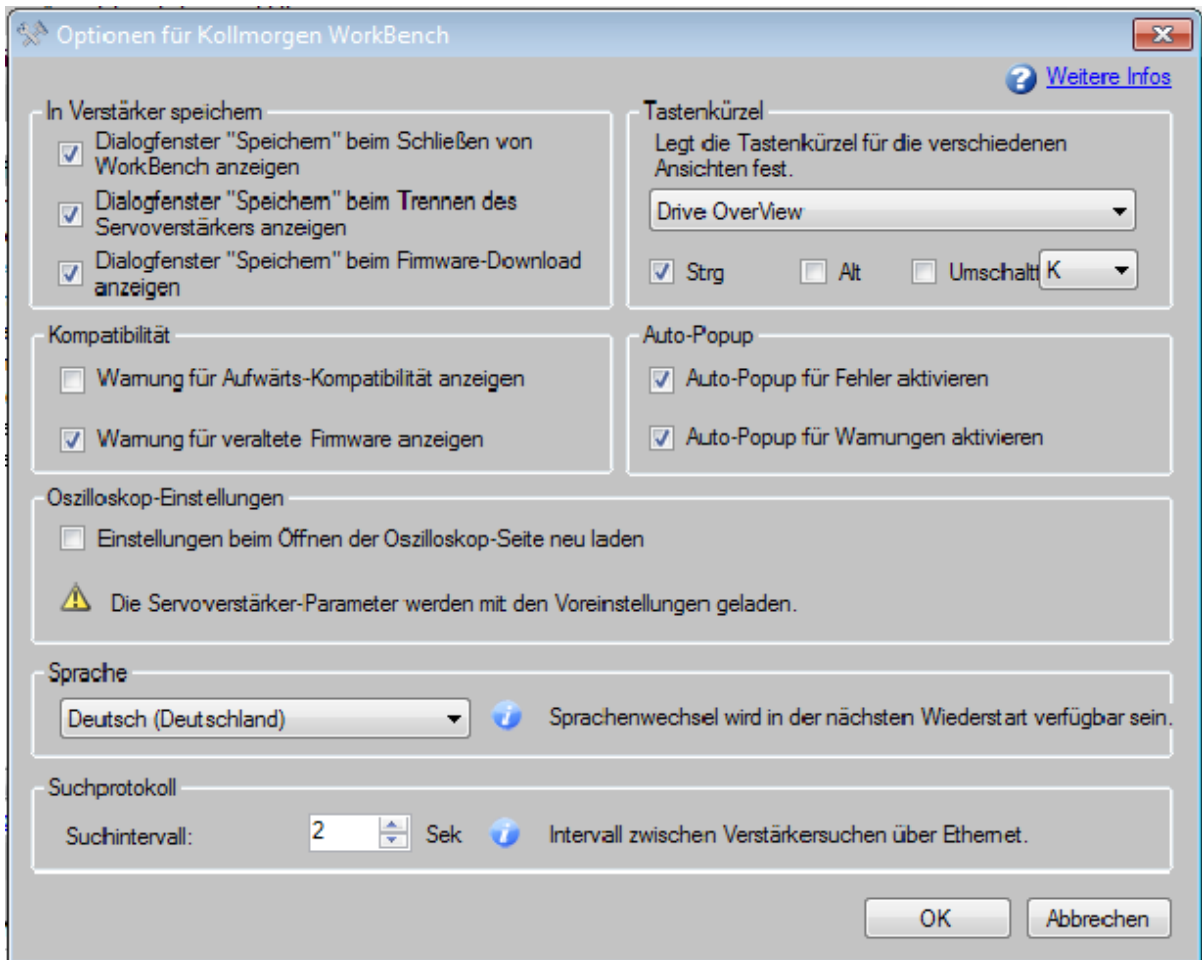 Optionen für Kollmorgen WorkBench
Weitere Infos
In Verstärker speichern
Dialogfenster "Speichern" beim Schließen von
WorkBench anzeigen
Dialogfenster "Speichern" beim Trennen des
Servoverstärkers anzeigen
Dialogfenster "Speichern" beim Firmware-Download
anzeigen
Tastenkürzel
Legt die Tastenkürzel für die verschiedenen
Ansichten fest.
Drive OverView
Strg Alt Umschalt K
Kompatibilität
Warnung für Aufwärts-Kompatibilität anzeigen
Warnung für veraltete Firmware anzeigen
Auto-Popup
Auto-Popup für Fehler aktivieren
Auto-Popup für Warnungen aktivieren
Oszilloskop-Einstellungen
Einstellungen beim Öffnen der Oszilloskop-Seite neu laden
Die Servoverstärker-Parameter werden mit den Voreinstellungen geladen.
Sprache
Deutsch (Deutschland) Sprachenwechsel wird in der nächsten Wiederstart verfügbar sein.
Suchprotokoll
Suchintervall: 2 Sek Intervall zwischen Verstärkersuchen über Ethernet.
OK Abbrechen